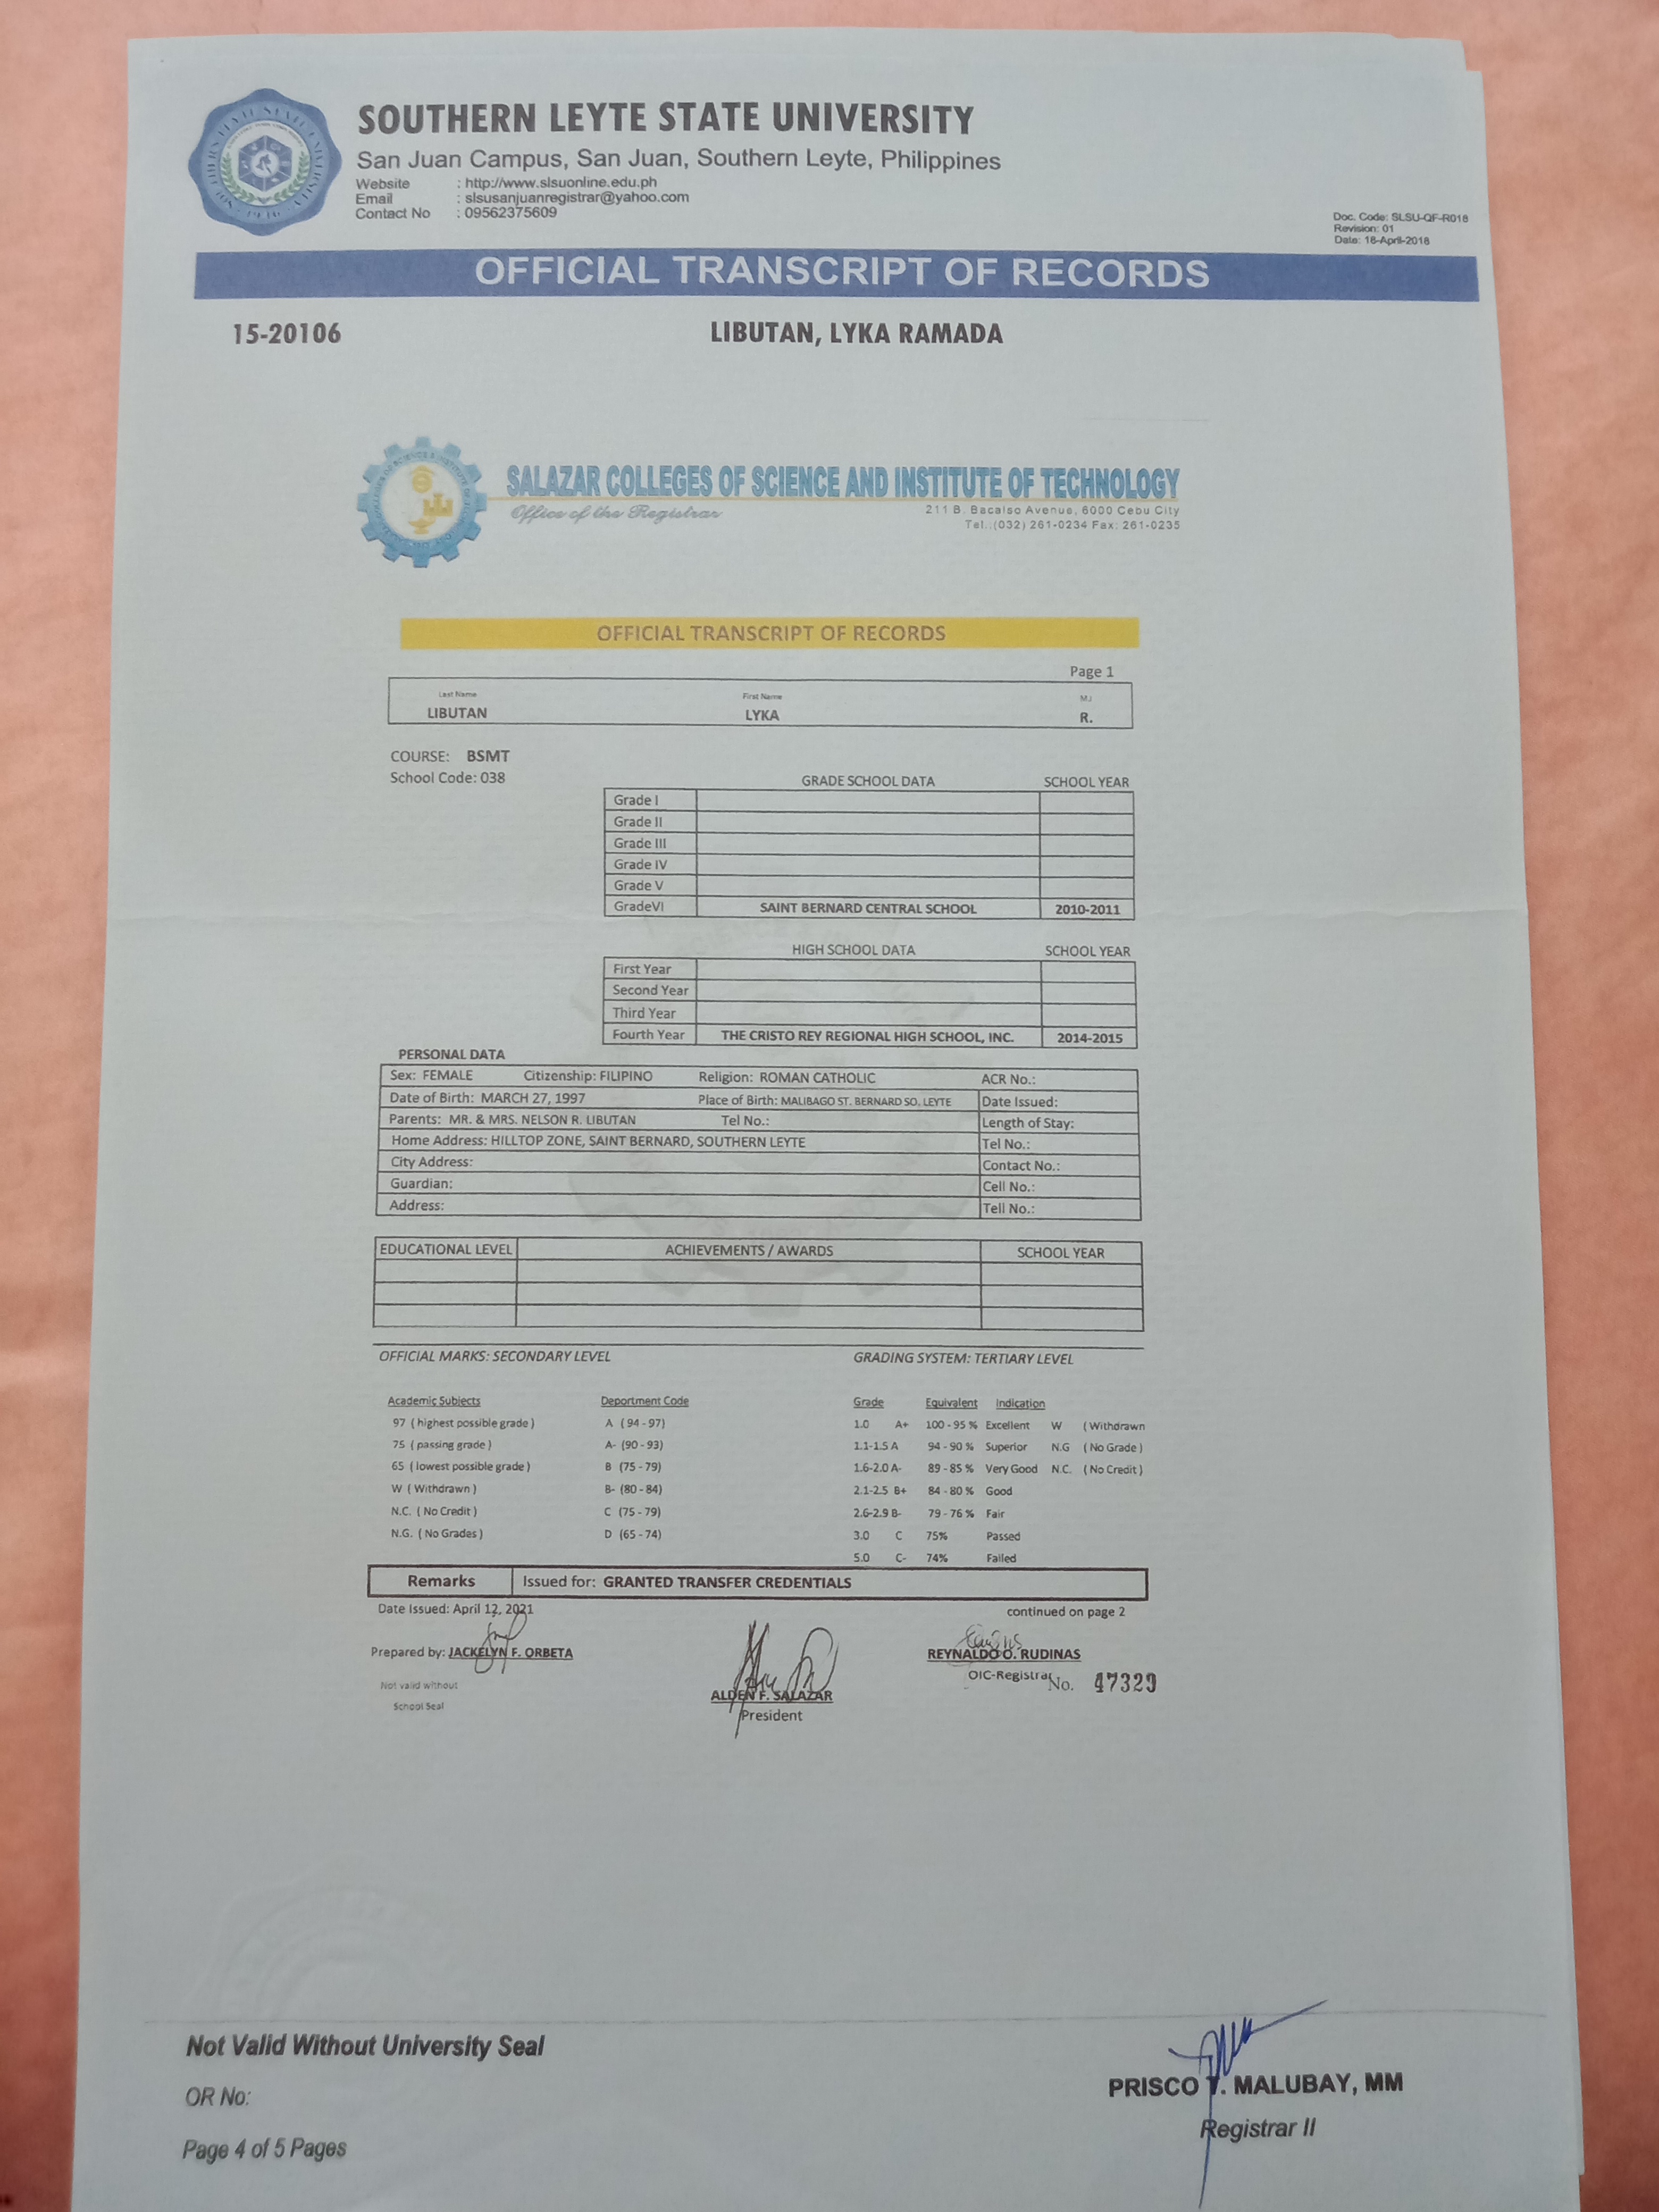 SOUTHERN LEYTE STATE UNIVERSITY
San Juan Campus, San Juan, Southern Leyte, Philippines
Website : http://www.slsuonline.edu.ph
Email : slsusanjuanregistrar@yahoo.com
Contact No : 09562375609
Doc. Code: SLSU-QF-R018
Revision: 01
Date: 18-April-2018
OFFICIAL TRANSCRIPT OF RECORDS
15-20106 LIBUTAN, LYKA RAMADA
SALAZAR COLLEGES OF SCIENCE AND INSTITUTE OF TECHNOLOGY
Office of the Registrar 211 B. Bacalso Avenue, 6000 Cebu City
Tel.:(032) 261-0234 Fax: 261-0235
OFFICIAL TRANSCRIPT OF RECORDS
Page 1
Last Name First Name M.I
LIBUTAN LYKA R.
COURSE: BSMT
School Code: 038
GRADE SCHOOL DATA SCHOOL YEAR
Grade I
Grade II
Grade III
Grade IV
Grade V
GradeVI SAINT BERNARD CENTRAL SCHOOL 2010-2011
HIGH SCHOOL DATA SCHOOL YEAR
First Year
Second Year
Third Year
Fourth Year THE CRISTO REY REGIONAL HIGH SCHOOL, INC. 2014-2015
PERSONAL DATA
Sex: FEMALE Citizenship: FILIPINO Religion: ROMAN CATHOLIC ACR No.:
Date of Birth: MARCH 27, 1997 Place of Birth: MALIBAGO ST. BERNARD SO. LEYTE Date Issued:
Parents: MR. & MRS. NELSON R. LIBUTAN Tel No.: Length of Stay:
Home Address: HILLTOP ZONE, SAINT BERNARD, SOUTHERN LEYTE Tel No.:
City Address: Contact No.:
Guardian: Cell No.:
Address: Tell No.:
EDUCATIONAL LEVEL ACHIEVEMENTS / AWARDS SCHOOL YEAR
OFFICIAL MARKS: SECONDARY LEVEL GRADING SYSTEM: TERTIARY LEVEL
Academic Subjects Deportment Code Grade Equivalent Indication
97 ( highest possible grade ) A ( 94 - 97) 1.0 A+ 100 - 95 % Excellent W ( Withdrawn
75 ( passing grade ) A- (90 - 93) 1.1-1.5 A 94 - 90 % Superior N.G ( No Grade )
65 ( lowest possible grade ) B (75 - 79) 1.6-2.0 A- 89 - 85 % Very Good N.C. ( No Credit )
W ( Withdrawn ) B- (80 - 84) 2.1-2.5 B+ 84 - 80 % Good
N.C. ( No Credit ) C (75 - 79) 2.6-2.9 B- 79 - 76 % Fair
N.G. ( No Grades ) D (65 - 74) 3.0 C 75% Passed
5.0 C- 74% Failed
Remarks Issued for: GRANTED TRANSFER CREDENTIALS
Date Issued: April 12, 2021 continued on page 2
Prepared by: JACKELYN F. ORBETA REYNALDO O. RUDINAS
OIC-Registrar No. 47329
Not valid without
School Seal
ALDEN F. SALAZAR
President
Not Valid Without University Seal
OR No:
Page 4 of 5 Pages
PRISCO T. MALUBAY, MM
Registrar II